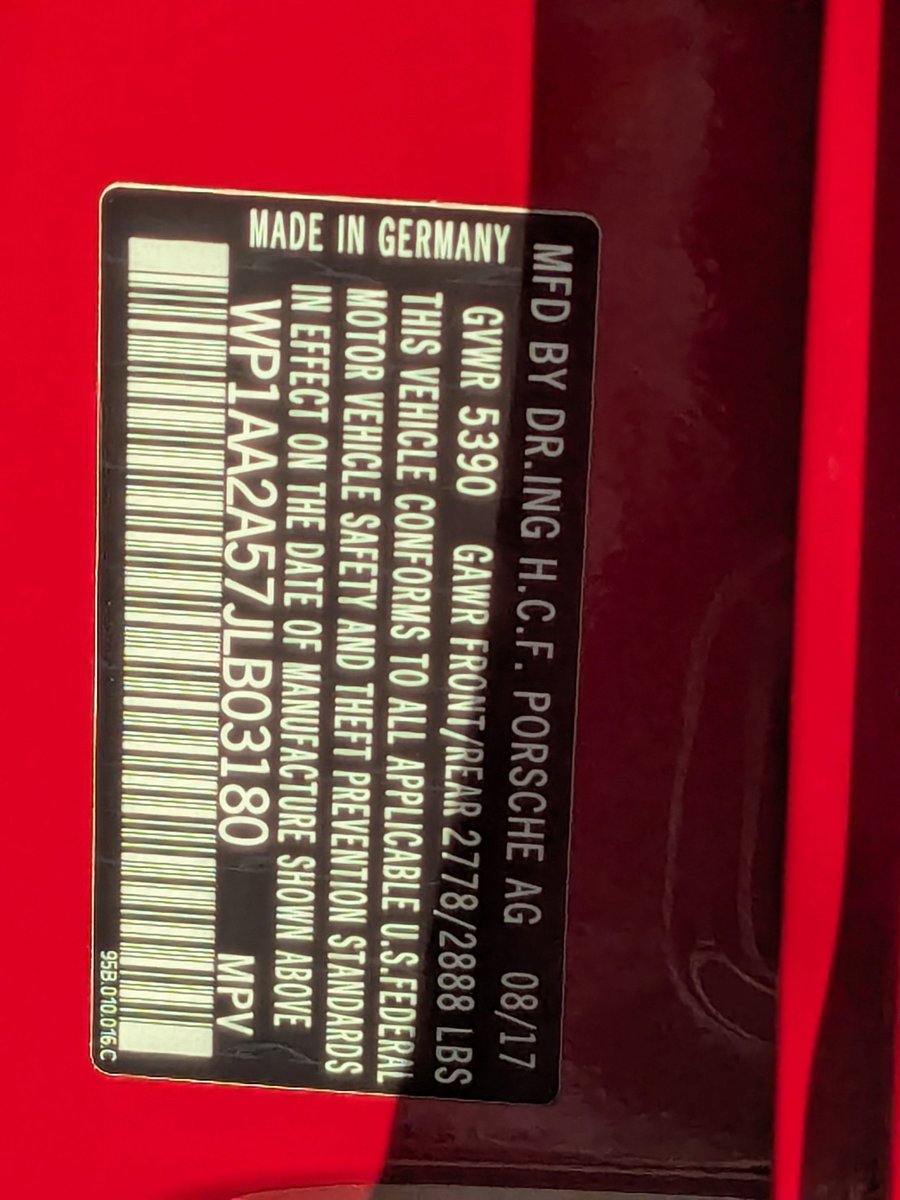 MFD BY DR.ING H.C.F. PORSCHE AG 08/17
GVWR 5390 GAWR FRONT/REAR 2778/2888 LBS
THIS VEHICLE CONFORMS TO ALL APPLICABLE U.S.FEDERAL
MOTOR VEHICLE SAFETY AND THEFT PREVENTION STANDARDS
IN EFFECT ON THE DATE OF MANUFACTURE SHOWN ABOVE
MADE IN GERMANY
WP1AA2A57JLB03180 MPV
95B.010.016.C